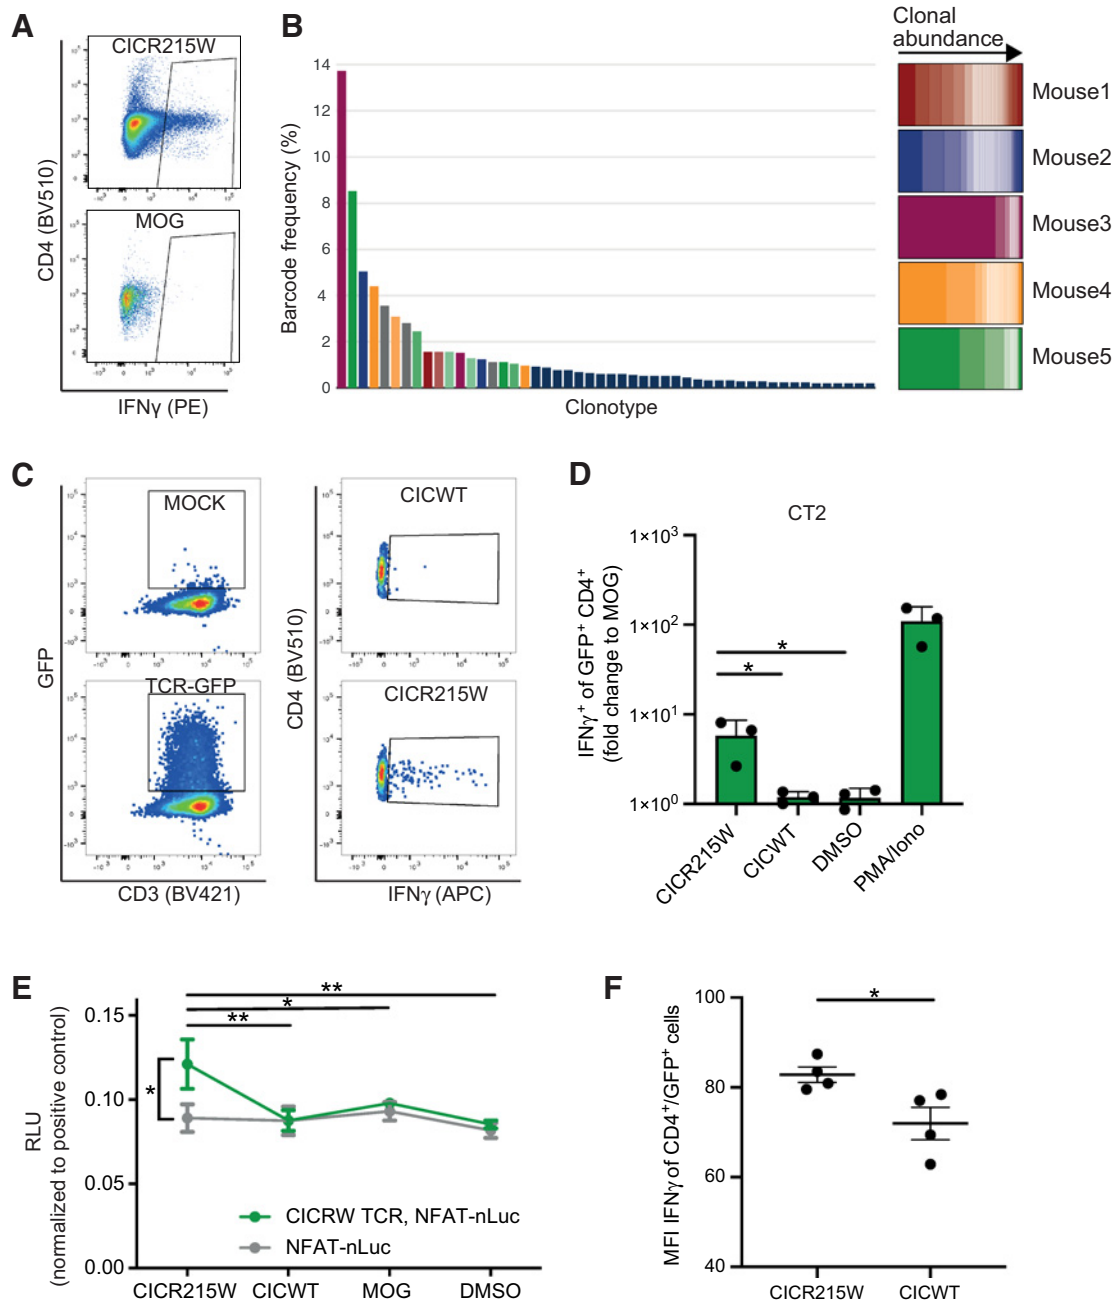 A
CICR215W
MOG
CD4 (BV510)
IFNγ (PE)
B
Barcode frequency (%)
14
12
10
8
6
4
2
0
Clonotype
Clonal
abundance
Mouse1
Mouse2
Mouse3
Mouse4
Mouse5
C
MOCK
TCR-GFP
GFP
CD3 (BV421)
CICWT
CICR215W
CD4 (BV510)
IFNγ (APC)
D
CT2
IFNγ⁺ of GFP⁺ CD4⁺
(fold change to MOG)
1×10³
1×10²
1×10¹
1×10⁰
*
*
CICR215W
CICWT
DMSO
PMA/Iono
E
RLU
(normalized to positive control)
0.15
0.10
0.05
0.00
**
*
**
*
CICRW TCR, NFAT-nLuc
NFAT-nLuc
CICR215W
CICWT
MOG
DMSO
F
MFI IFNγ of CD4⁺/GFP⁺ cells
100
80
60
40
*
CICR215W
CICWT